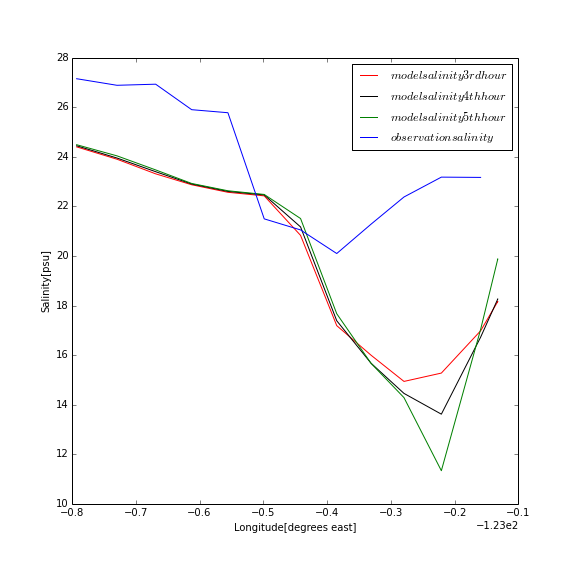 28
26
24
22
20
18
16
14
12
10
Salinity[psu]
modelsalinity3rdhour
modelsalinity4thhour
modelsalinity5thhour
observationsalinity
−0.8 −0.7 −0.6 −0.5 −0.4 −0.3 −0.2 −0.1
Longitude[degrees east]
−1.23e2